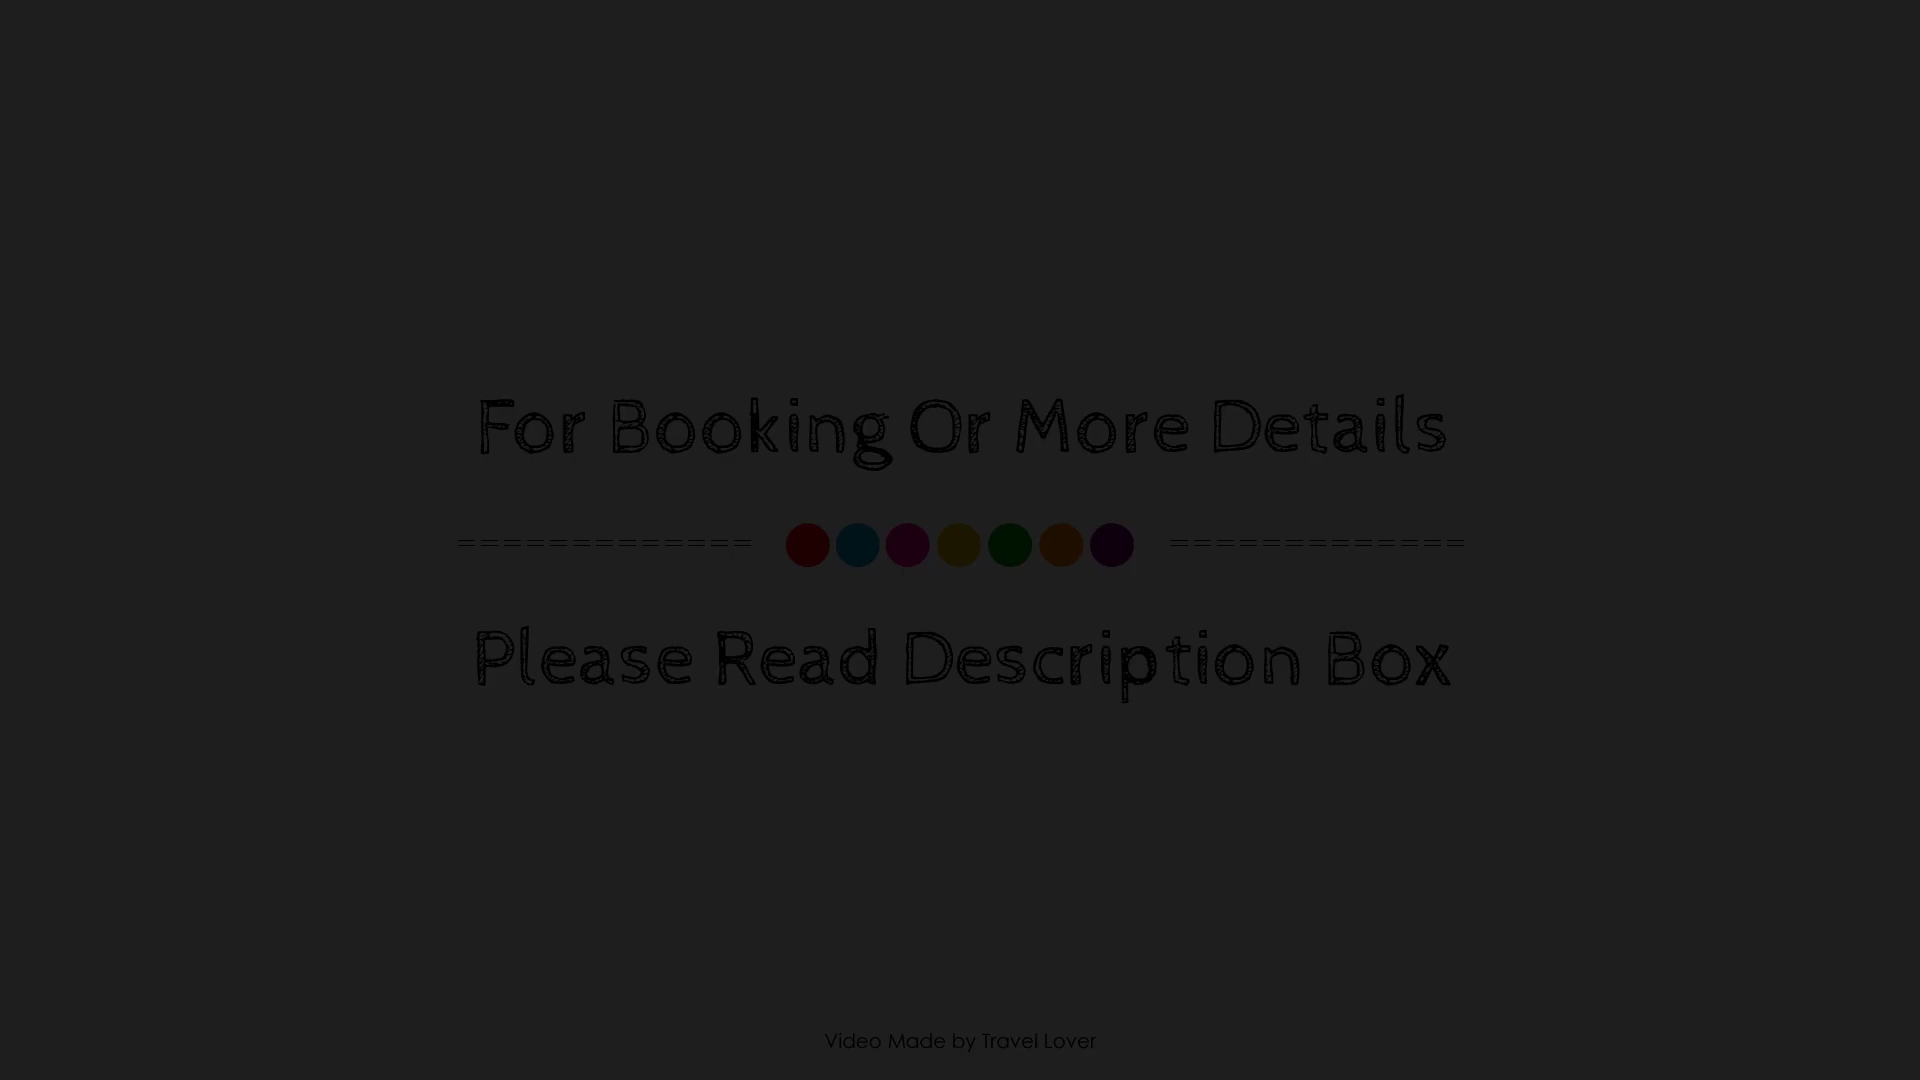 For Booking Or More Details
============= =============
Please Read Description Box
Video Made by Travel Lover